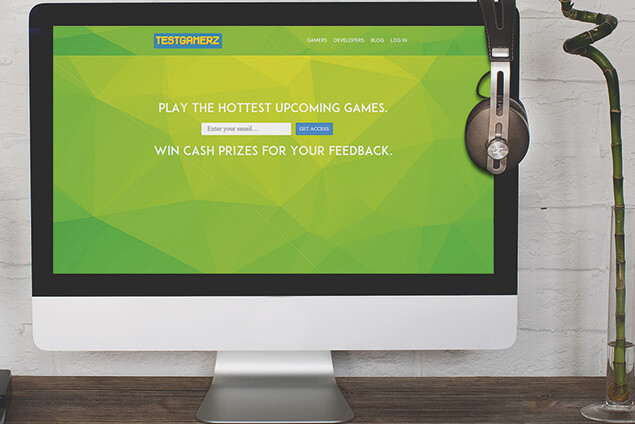 TESTGAMERZ
GAMERS DEVELOPERS BLOG LOG IN
PLAY THE HOTTEST UPCOMING GAMES.
Enter your email... GET ACCESS
WIN CASH PRIZES FOR YOUR FEEDBACK.